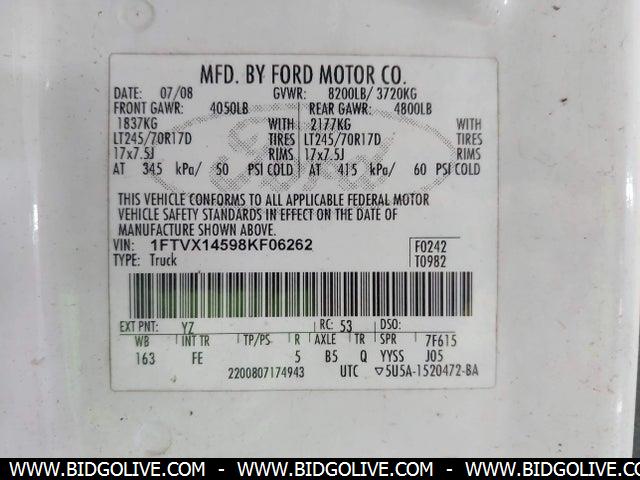 MFD. BY FORD MOTOR CO.
DATE: 07/08 GVWR: 8200LB/ 3720KG
FRONT GAWR: 4050LB REAR GAWR: 4800LB
1837KG WITH 2177KG WITH
LT245/70R17D TIRES LT245/70R17D TIRES
17x7.5J RIMS 17x7.5J RIMS
AT 345 kPa/ 50 PSI COLD AT 415 kPa/ 60 PSI COLD
THIS VEHICLE CONFORMS TO ALL APPLICABLE FEDERAL MOTOR
VEHICLE SAFETY STANDARDS IN EFFECT ON THE DATE OF
MANUFACTURE SHOWN ABOVE.
VIN: 1FTVX14598KF06262 F0242
TYPE: Truck T0982
EXT PNT: YZ RC: 53 DSO:
WB INT TR TP/PS R AXLE TR SPR 7F615
163 FE 5 B5 Q YYSS J05
2200807174943 UTC ▽5U5A-1520472-BA
WWW.BIDGOLIVE.COM - WWW.BIDGOLIVE.COM - WWW.BIDGOLIVE.COM